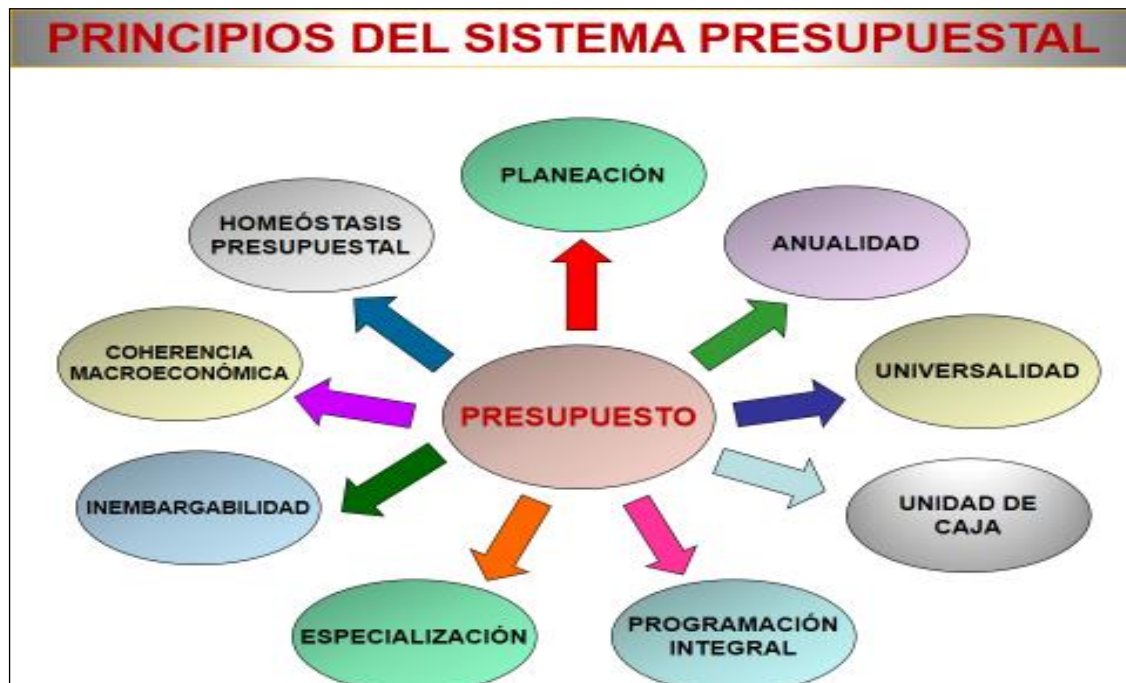 PRINCIPIOS DEL SISTEMA PRESUPUESTAL
PLANEACIÓN
HOMEÓSTASIS
PRESUPUESTAL
ANUALIDAD
COHERENCIA
MACROECONÓMICA
UNIVERSALIDAD
PRESUPUESTO
INEMBARGABILIDAD
UNIDAD DE
CAJA
ESPECIALIZACIÓN
PROGRAMACIÓN
INTEGRAL